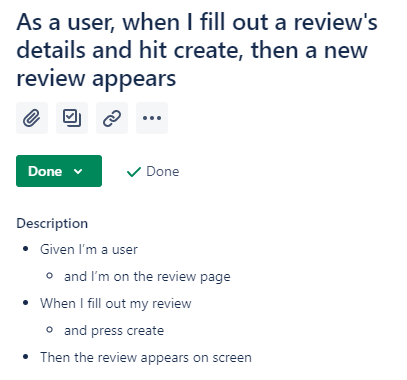 As a user, when I fill out a review's
details and hit create, then a new
review appears
Done
Done
Description
Given I'm a user
and I'm on the review page
When I fill out my review
and press create
Then the review appears on screen